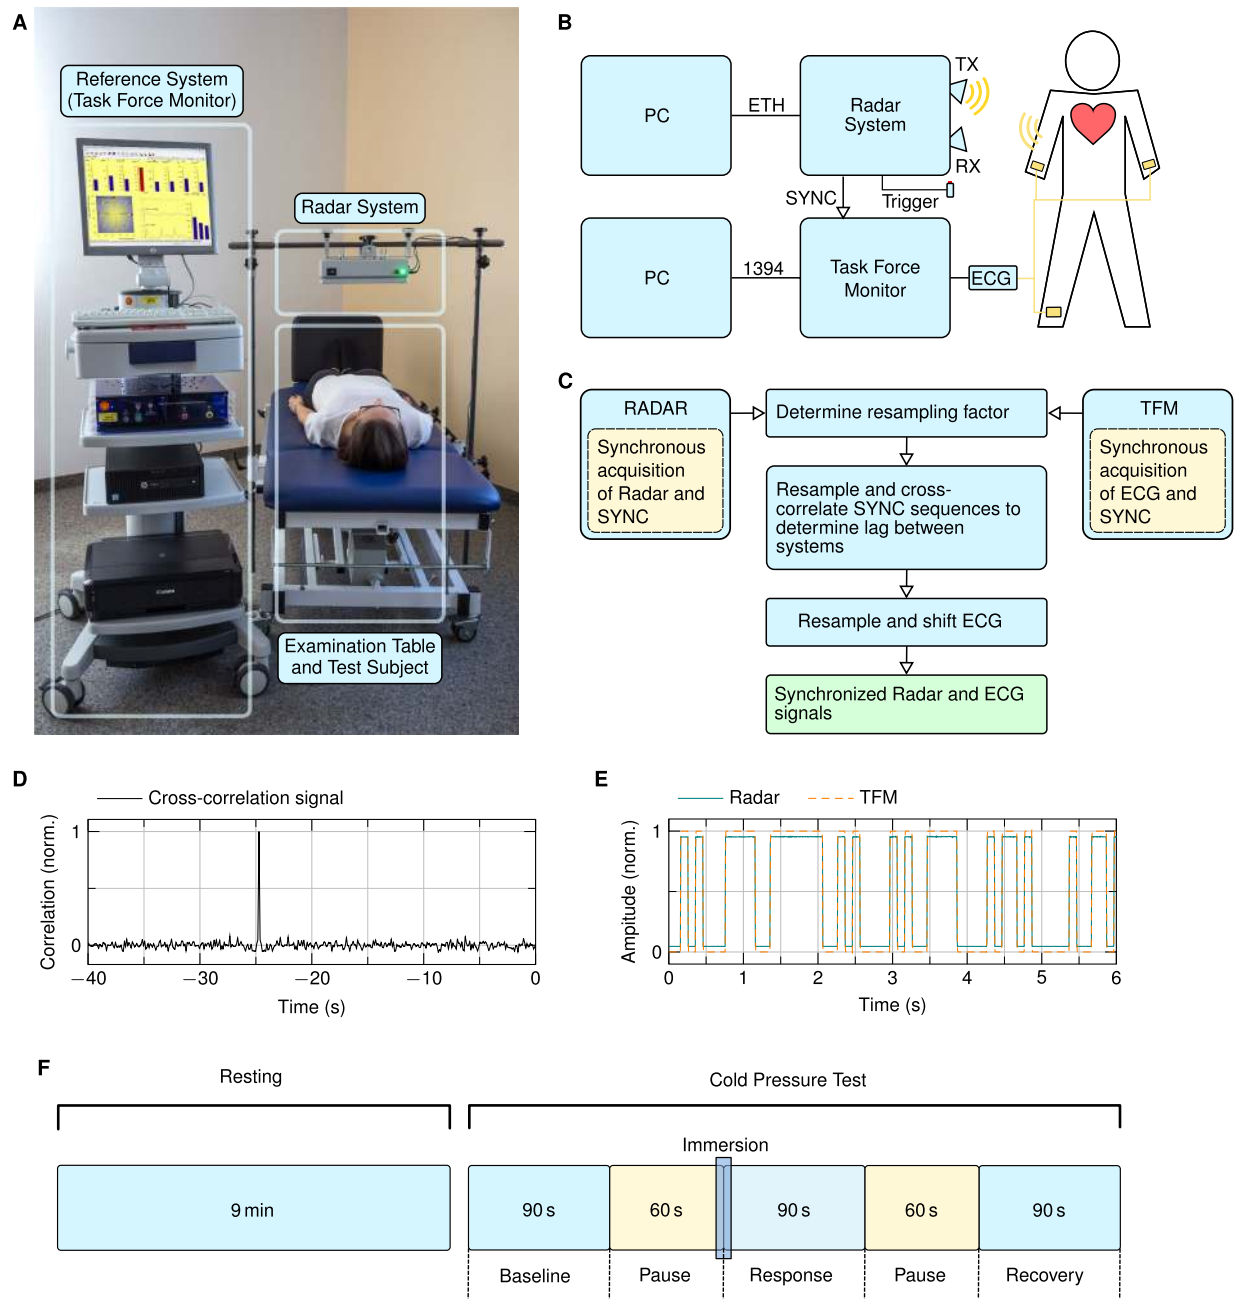 A
Reference System
(Task Force Monitor)
Radar System
Canon
Examination Table
and Test Subject
B
PC
ETH
Radar
System
TX
RX
SYNC
Trigger
PC
1394
Task Force
Monitor
ECG
C
RADAR
Synchronous
acquisition
of Radar and
SYNC
Determine resampling factor
TFM
Synchronous
acquisition
of ECG and
SYNC
Resample and cross-
correlate SYNC sequences to
determine lag between
systems
Resample and shift ECG
Synchronized Radar and ECG
signals
D
Cross-correlation signal
Correlation (norm.)
1
0
−40 −30 −20 −10 0
Time (s)
E
Radar TFM
Ampitude (norm.)
1
0
0 1 2 3 4 5 6
Time (s)
F
Resting
Cold Pressure Test
Immersion
9 min
90 s 60 s 90 s 60 s 90 s
Baseline Pause Response Pause Recovery